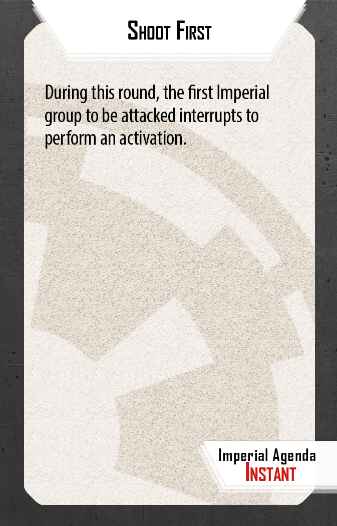 Shoot First
During this round, the first Imperial
group to be attacked interrupts to
perform an activation.
Imperial Agenda
Instant